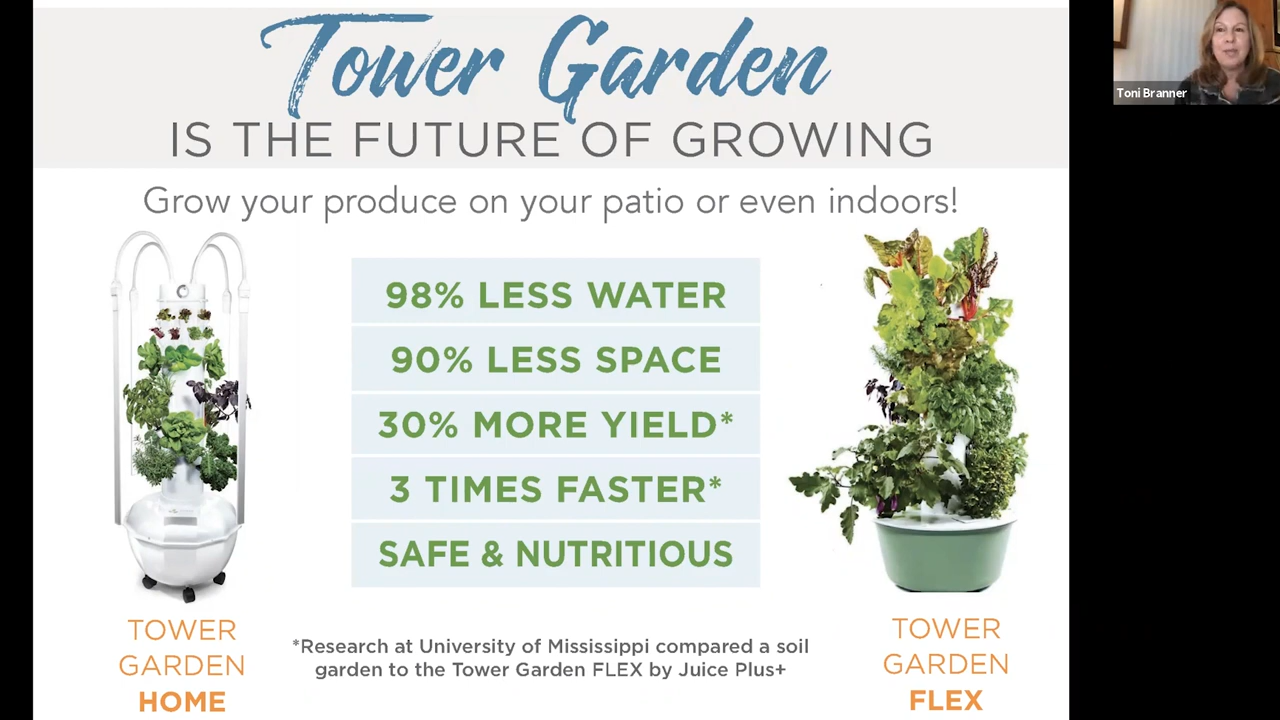 Tower Garden
IS THE FUTURE OF GROWING
Grow your produce on your patio or even indoors!
98% LESS WATER
90% LESS SPACE
30% MORE YIELD*
3 TIMES FASTER*
SAFE & NUTRITIOUS
TOWER
GARDEN
HOME
*Research at University of Mississippi compared a soil
garden to the Tower Garden FLEX by Juice Plus+
TOWER
GARDEN
FLEX
Toni Branner